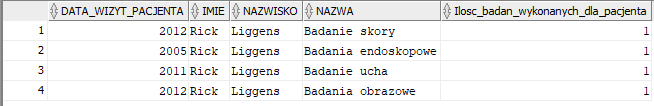 DATA_WIZYT_PACJENTA IMIE NAZWISKO NAZWA Ilosc_badan_wykonanych_dla_pacjenta
1 2012 Rick Liggens Badanie skory 1
2 2005 Rick Liggens Badania endoskopowe 1
3 2011 Rick Liggens Badanie ucha 1
4 2012 Rick Liggens Badania obrazowe 1